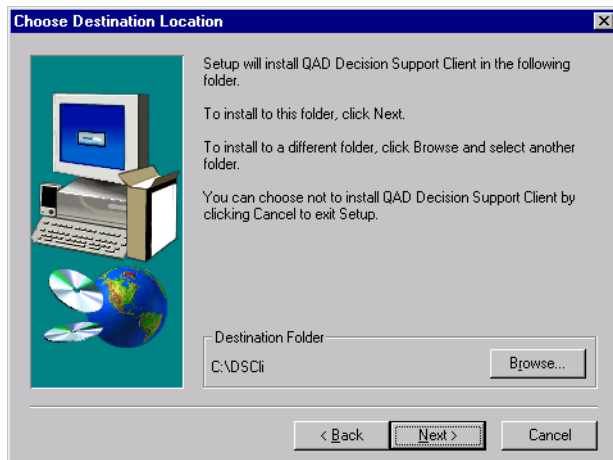 Choose Destination Location
Setup will install QAD Decision Support Client in the following
folder.
To install to this folder, click Next.
To install to a different folder, click Browse and select another
folder.
You can choose not to install QAD Decision Support Client by
clicking Cancel to exit Setup.
Destination Folder
C:\DSCli
Browse...
< Back
Next >
Cancel